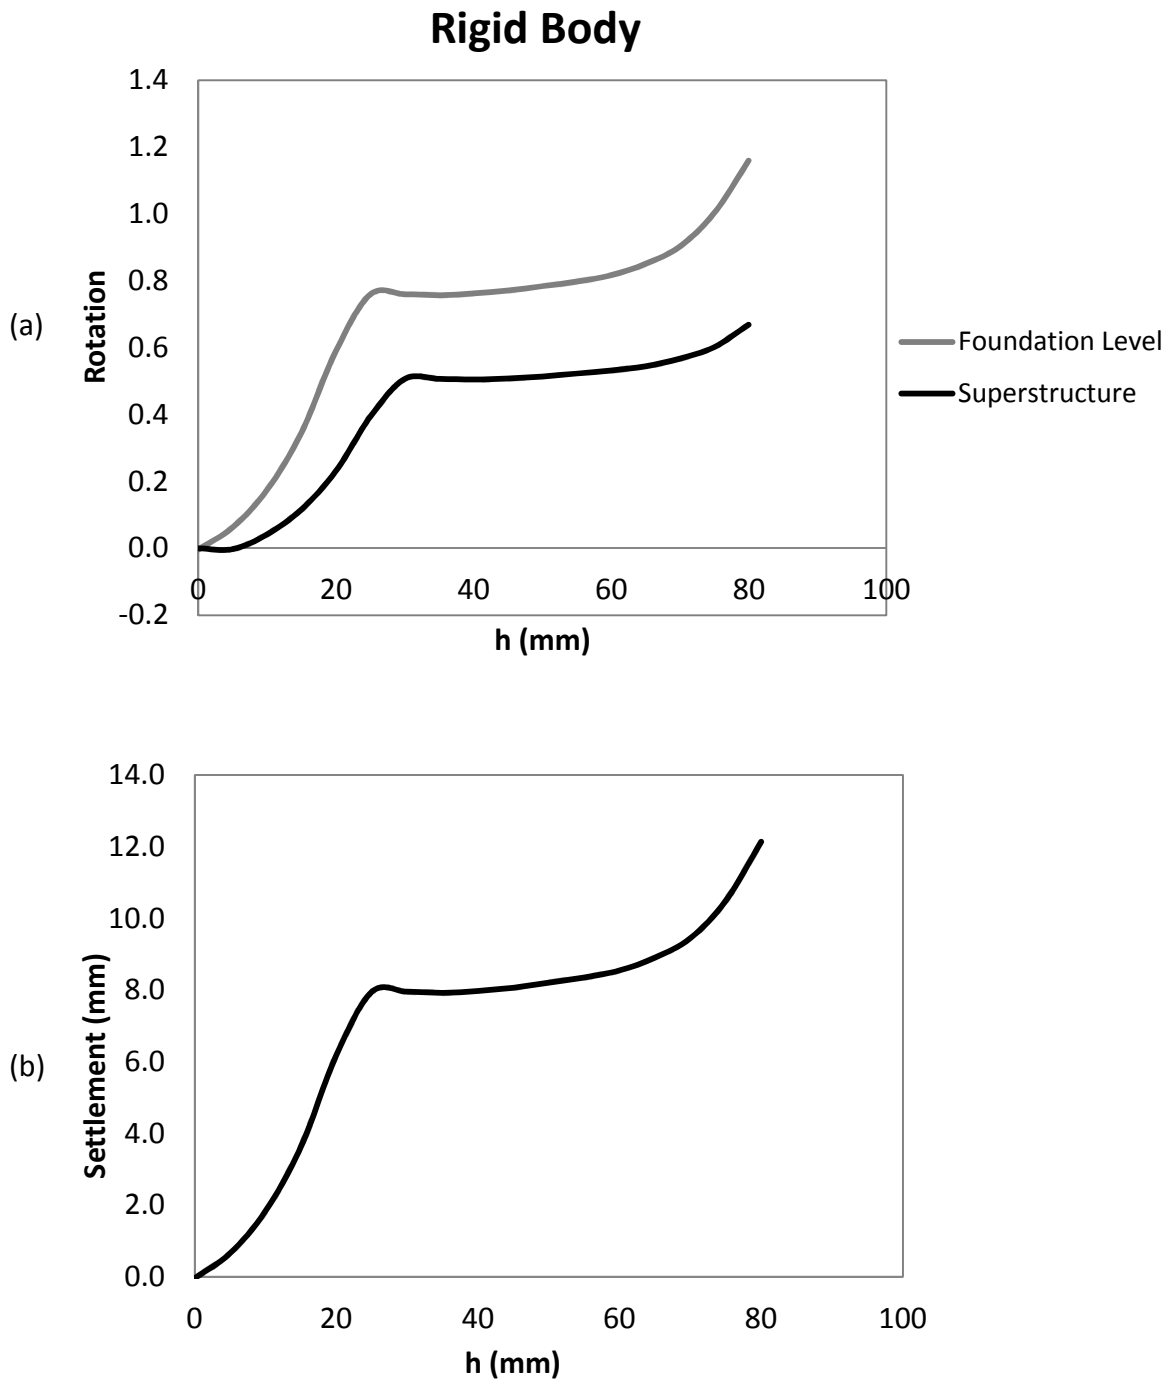 Rigid Body
(a)
Rotation
1.4
1.2
1.0
0.8
0.6
0.4
0.2
0.0
-0.2
0 20 40 60 80 100
h (mm)
Foundation Level
Superstructure
(b)
Settlement (mm)
14.0
12.0
10.0
8.0
6.0
4.0
2.0
0.0
0 20 40 60 80 100
h (mm)